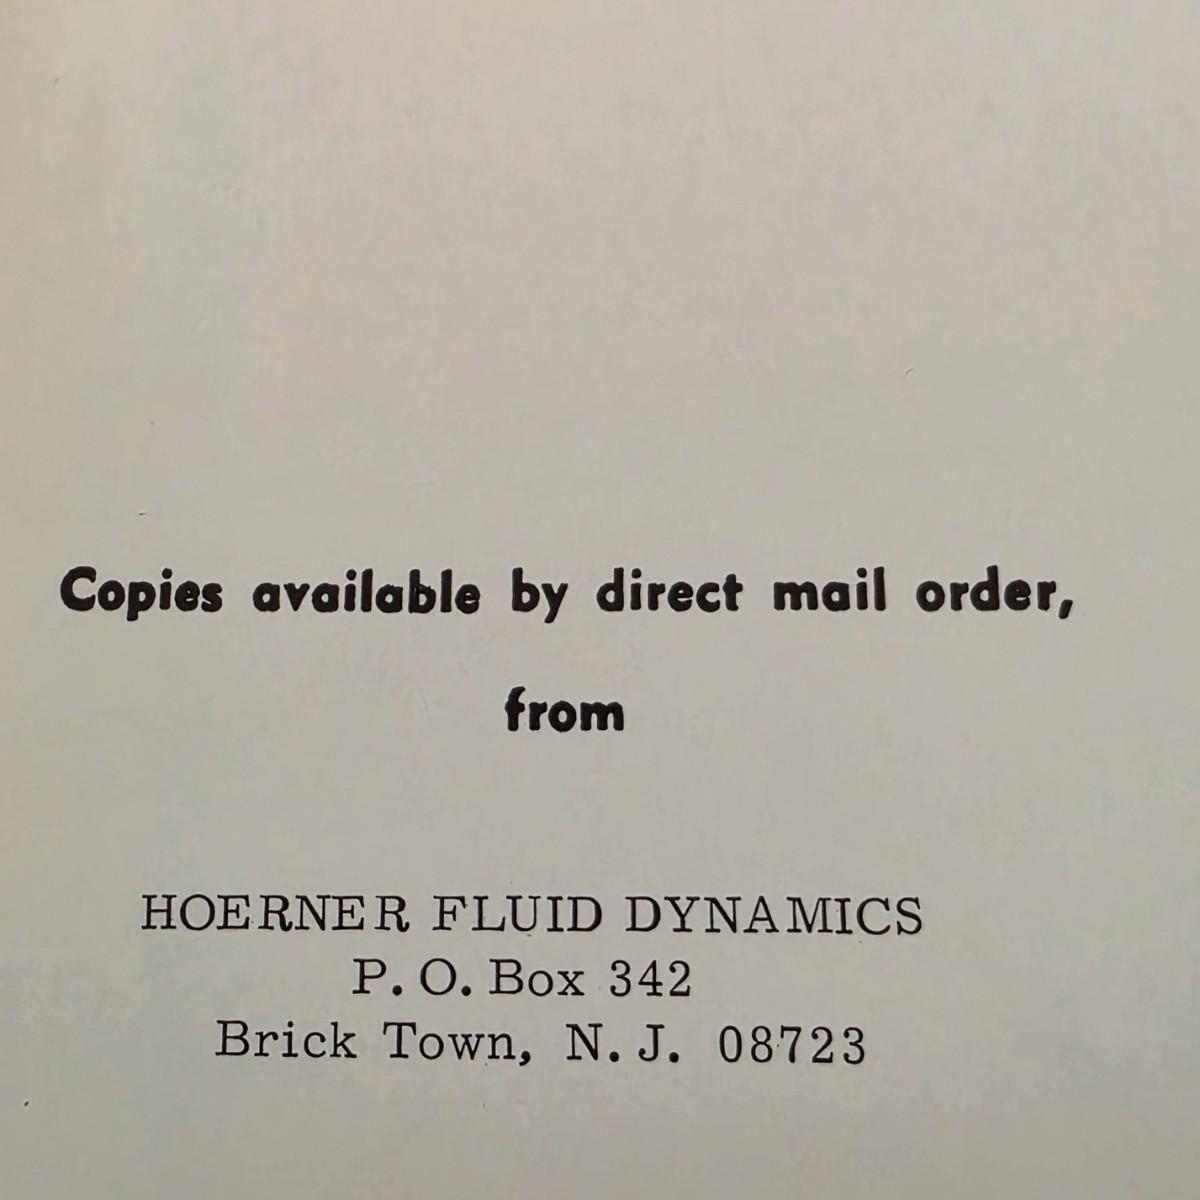 Copies available by direct mail order,
from
HOERNER FLUID DYNAMICS
P. O. Box 342
Brick Town, N. J. 08723